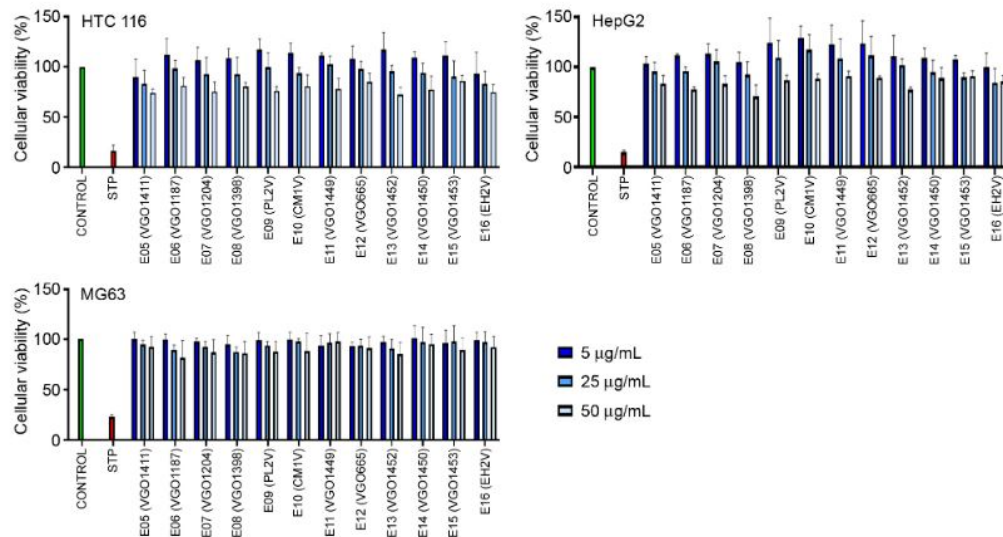 HTC 116
Cellular viability (%)
150
100
50
0
CONTROL
STP
E05 (VGO1411)
E06 (VGO1187)
E07 (VGO1204)
E08 (VGO1398)
E09 (PL2V)
E10 (CM1V)
E11 (VGO1449)
E12 (VGO665)
E13 (VGO1452)
E14 (VGO1450)
E15 (VGO1453)
E16 (EH2V)
HepG2
Cellular viability (%)
150
100
50
0
CONTROL
STP
E05 (VGO1411)
E06 (VGO1187)
E07 (VGO1204)
E08 (VGO1398)
E09 (PL2V)
E10 (CM1V)
E11 (VGO1449)
E12 (VGO665)
E13 (VGO1452)
E14 (VGO1450)
E15 (VGO1453)
E16 (EH2V)
MG63
Cellular viability (%)
150
100
50
0
CONTROL
STP
E05 (VGO1411)
E06 (VGO1187)
E07 (VGO1204)
E08 (VGO1398)
E09 (PL2V)
E10 (CM1V)
E11 (VGO1449)
E12 (VGO665)
E13 (VGO1452)
E14 (VGO1450)
E15 (VGO1453)
E16 (EH2V)
5 µg/mL
25 µg/mL
50 µg/mL